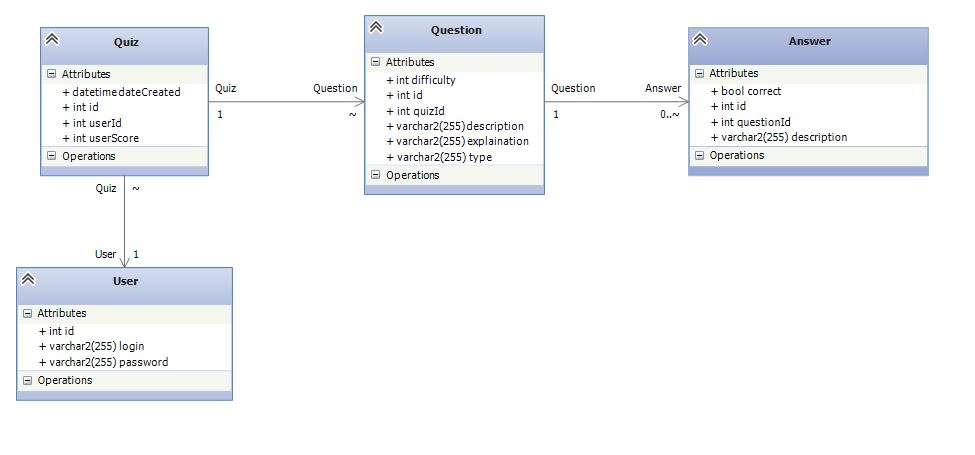 Quiz
Attributes
+ datetime dateCreated
+ int id
+ int userId
+ int userScore
Operations
Quiz
Question
1
~
Question
Attributes
+ int difficulty
+ int id
+ int quizId
+ varchar2(255) description
+ varchar2(255) explaination
+ varchar2(255) type
Operations
Question
Answer
1
0..~
Answer
Attributes
+ bool correct
+ int id
+ int questionId
+ varchar2(255) description
Operations
Quiz
~
User
1
User
Attributes
+ int id
+ varchar2(255) login
+ varchar2(255) password
Operations